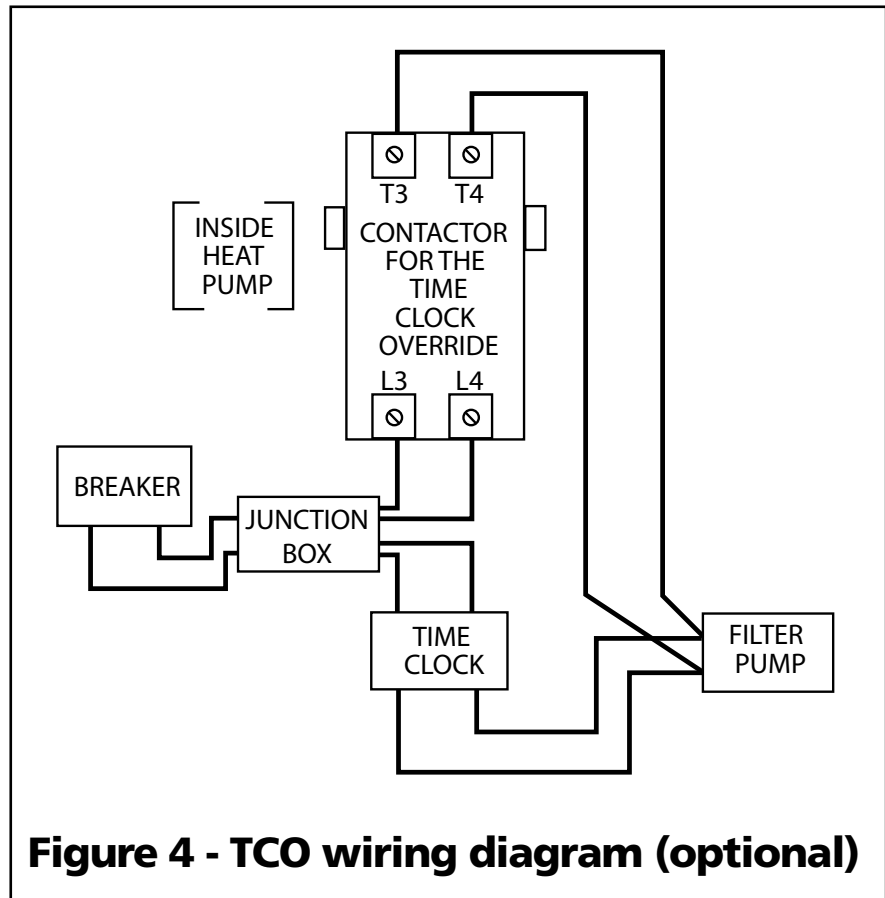 T3 T4
INSIDE
HEAT
PUMP
CONTACTOR
FOR THE
TIME
CLOCK
OVERRIDE
L3 L4
BREAKER
JUNCTION
BOX
TIME
CLOCK
FILTER
PUMP
Figure 4 - TCO wiring diagram (optional)